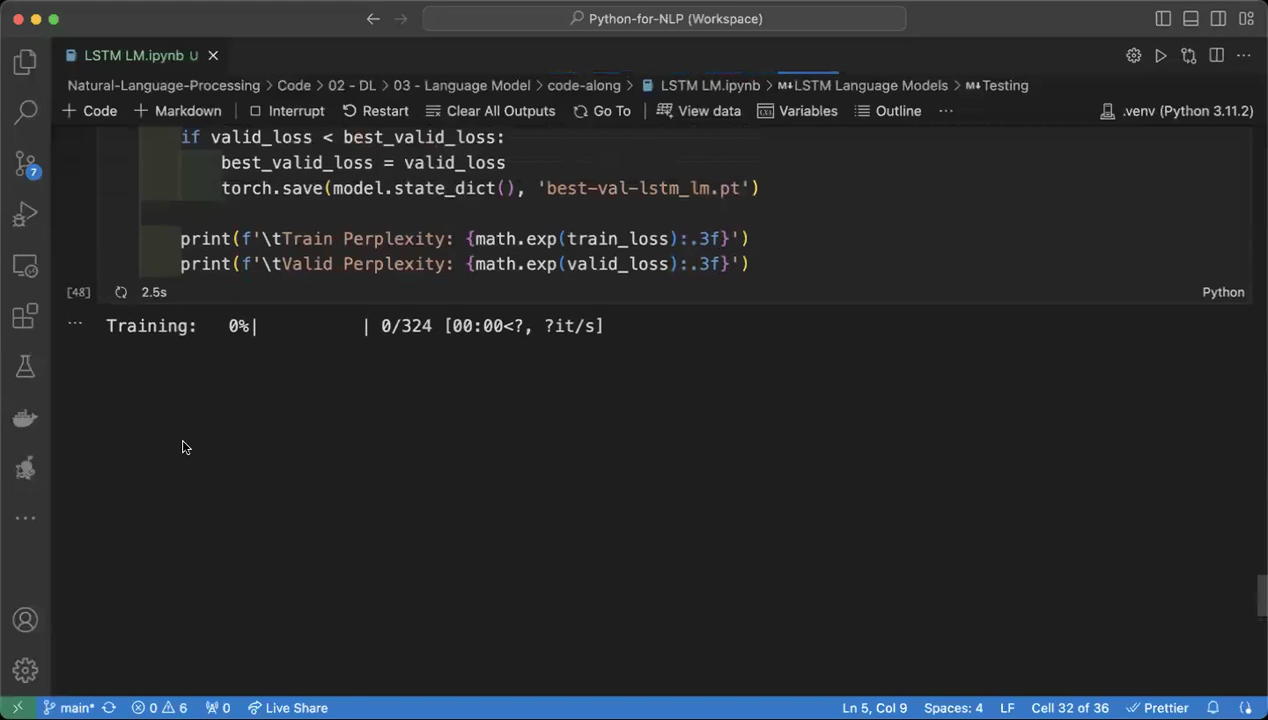 Python-for-NLP (Workspace)
LSTM LM.ipynb U
Natural-Language-Processing > Code > 02 - DL > 03 - Language Model > code-along > LSTM LM.ipynb > M↓LSTM Language Models > M↓Testing
+ Code + Markdown Interrupt Restart Clear All Outputs Go To View data Variables Outline ... .venv (Python 3.11.2)
if valid_loss < best_valid_loss:
best_valid_loss = valid_loss
torch.save(model.state_dict(), 'best-val-lstm_lm.pt')
print(f'\tTrain Perplexity: {math.exp(train_loss):.3f}')
print(f'\tValid Perplexity: {math.exp(valid_loss):.3f}')
[48] 2.5s Python
... Training: 0%| | 0/324 [00:00<?, ?it/s]
7
main* 0 6 0 Live Share Ln 5, Col 9 Spaces: 4 LF Cell 32 of 36 Prettier